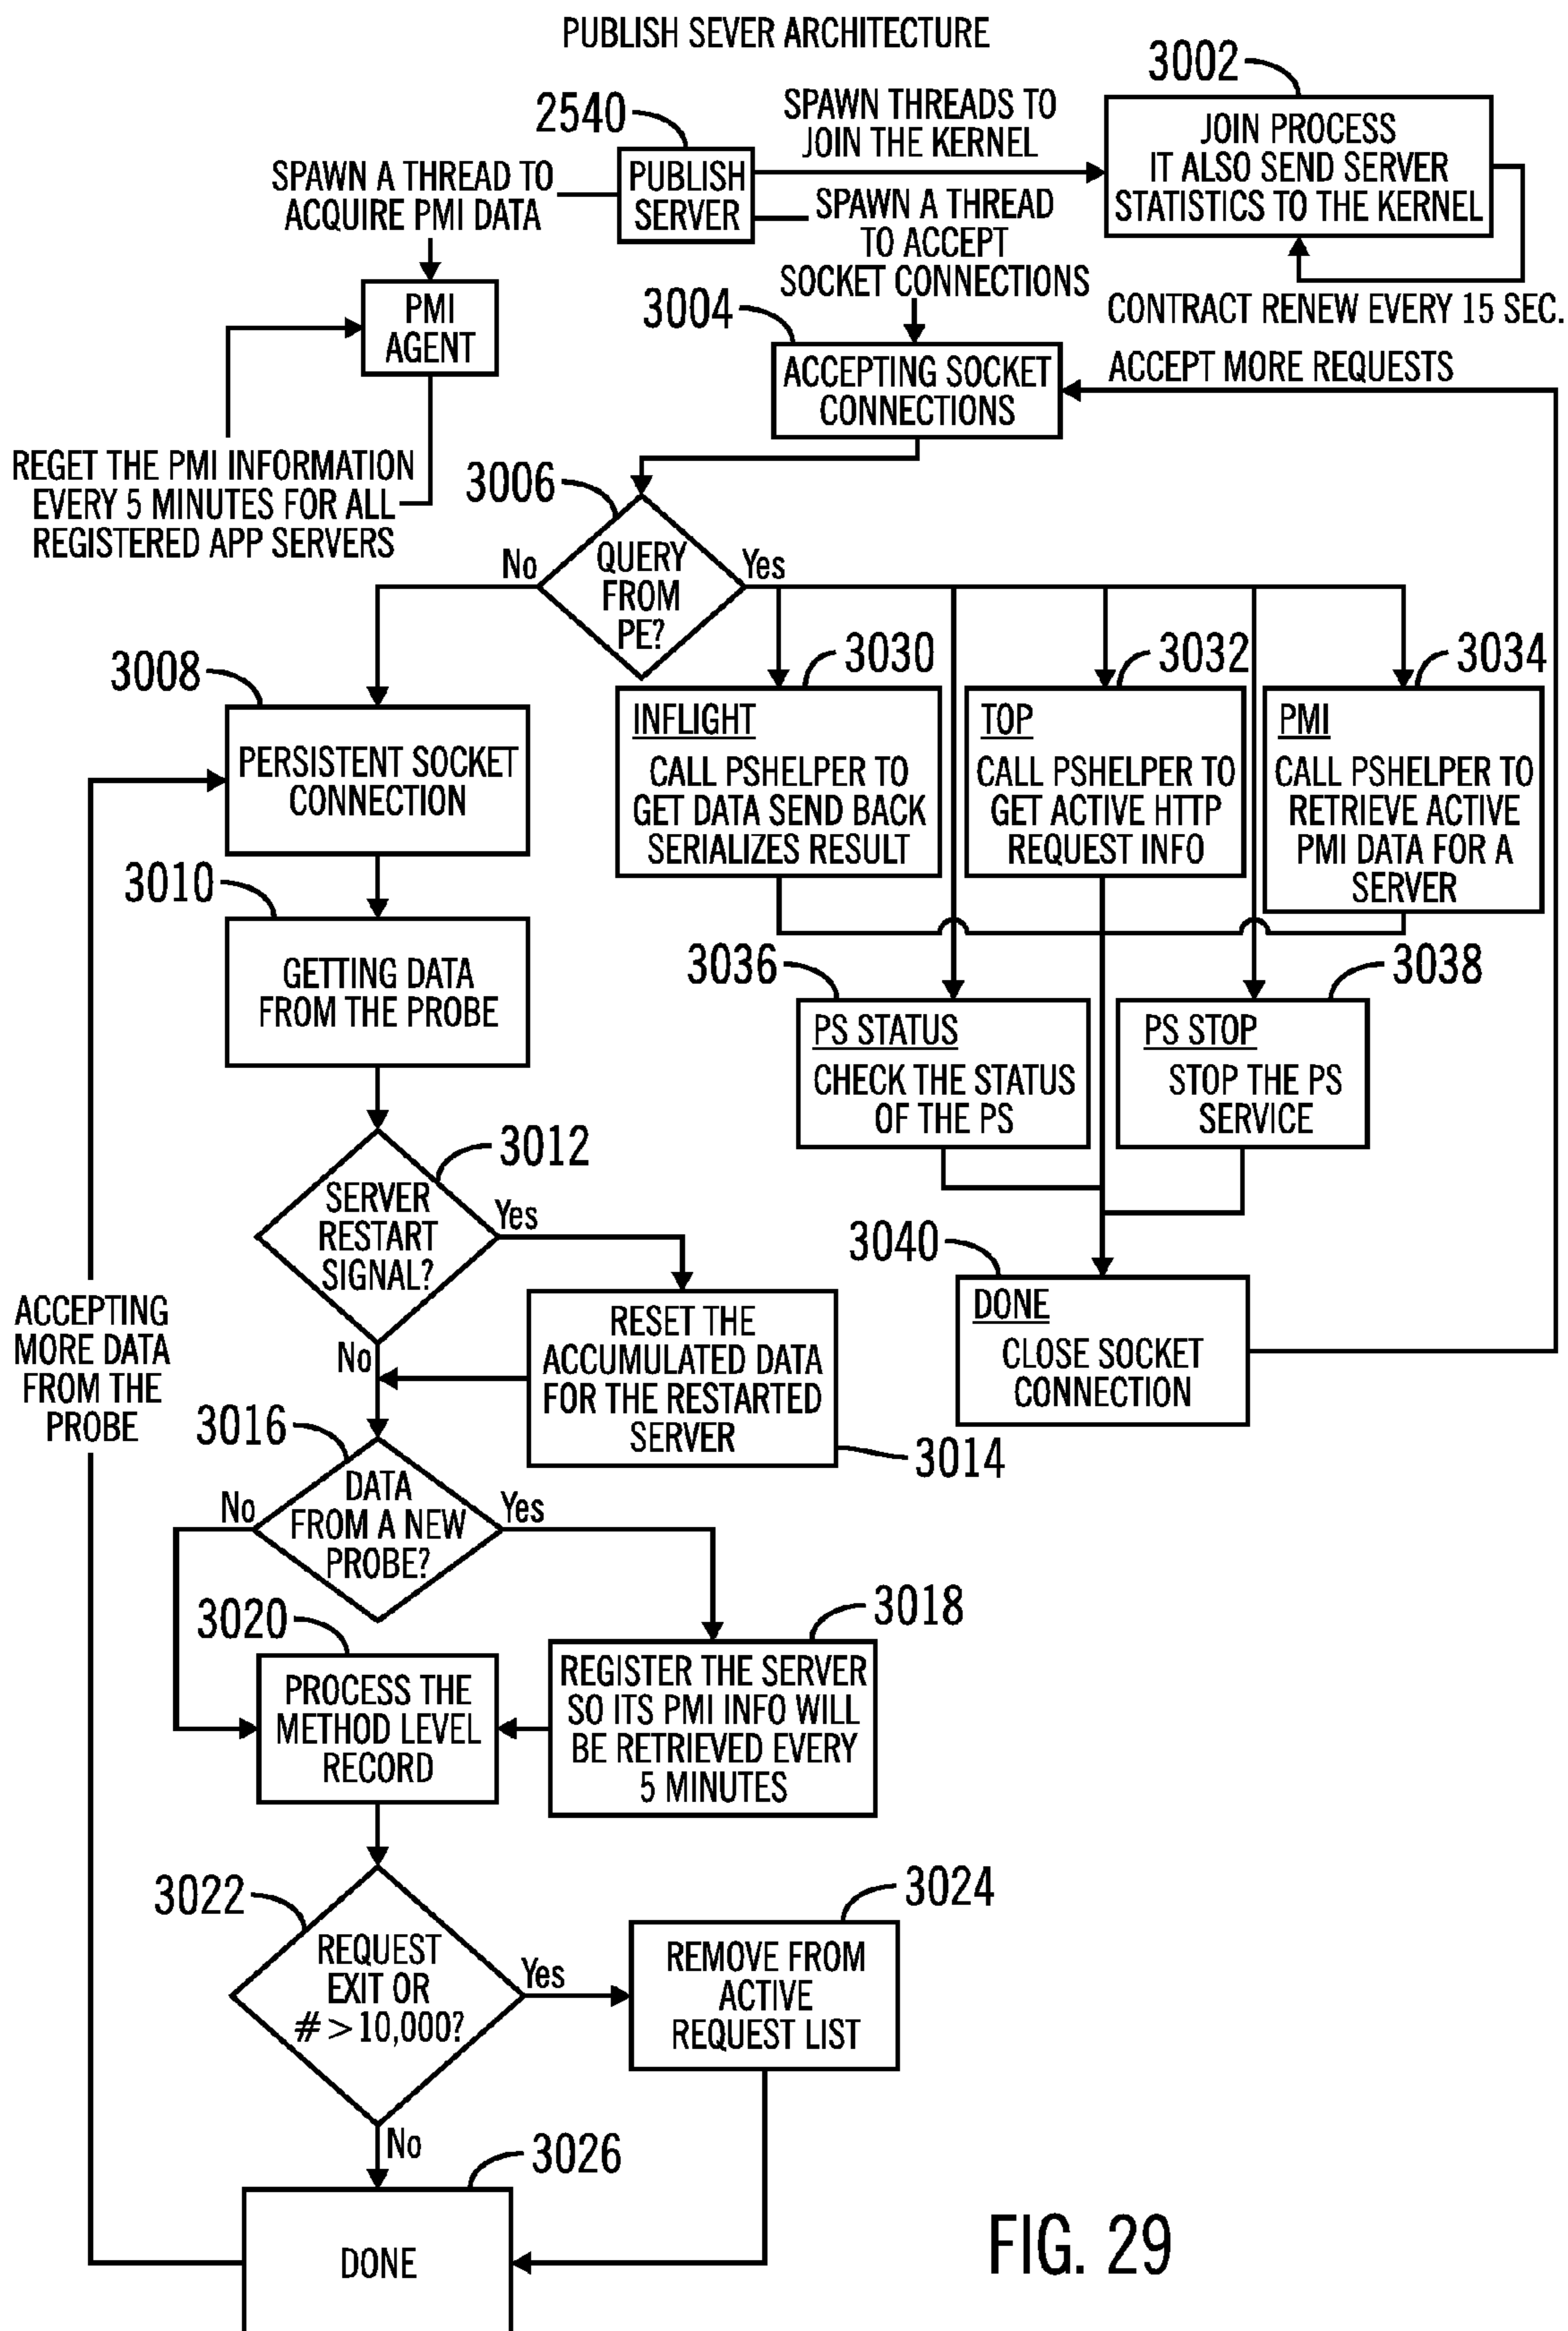 PUBLISH SEVER ARCHITECTURE
3002
2540
SPAWN THREADS TO
JOIN THE KERNEL
JOIN PROCESS
IT ALSO SEND SERVER
STATISTICS TO THE KERNEL
SPAWN A THREAD TO
ACQUIRE PMI DATA
PUBLISH
SERVER
SPAWN A THREAD
TO ACCEPT
SOCKET CONNECTIONS
CONTRACT RENEW EVERY 15 SEC.
3004
PMI
AGENT
ACCEPTING SOCKET
CONNECTIONS
ACCEPT MORE REQUESTS
REGET THE PMI INFORMATION
EVERY 5 MINUTES FOR ALL
REGISTERED APP SERVERS
3006
QUERY
FROM
PE?
No
Yes
3008
3030
3032
3034
PERSISTENT SOCKET
CONNECTION
INFLIGHT
CALL PSHELPER TO
GET DATA SEND BACK
SERIALIZES RESULT
TOP
CALL PSHELPER TO
GET ACTIVE HTTP
REQUEST INFO
PMI
CALL PSHELPER TO
RETRIEVE ACTIVE
PMI DATA FOR A
SERVER
3010
GETTING DATA
FROM THE PROBE
3036
3038
PS STATUS
CHECK THE STATUS
OF THE PS
PS STOP
STOP THE PS
SERVICE
3012
SERVER
RESTART
SIGNAL?
Yes
No
3040
DONE
CLOSE SOCKET
CONNECTION
RESET THE
ACCUMULATED DATA
FOR THE RESTARTED
SERVER
3014
ACCEPTING
MORE DATA
FROM THE
PROBE
3016
DATA
FROM A NEW
PROBE?
No
Yes
3020
3018
PROCESS THE
METHOD LEVEL
RECORD
REGISTER THE SERVER
SO ITS PMI INFO WILL
BE RETRIEVED EVERY
5 MINUTES
3022
3024
REQUEST
EXIT OR
# > 10,000?
Yes
No
REMOVE FROM
ACTIVE
REQUEST LIST
3026
DONE
FIG. 29